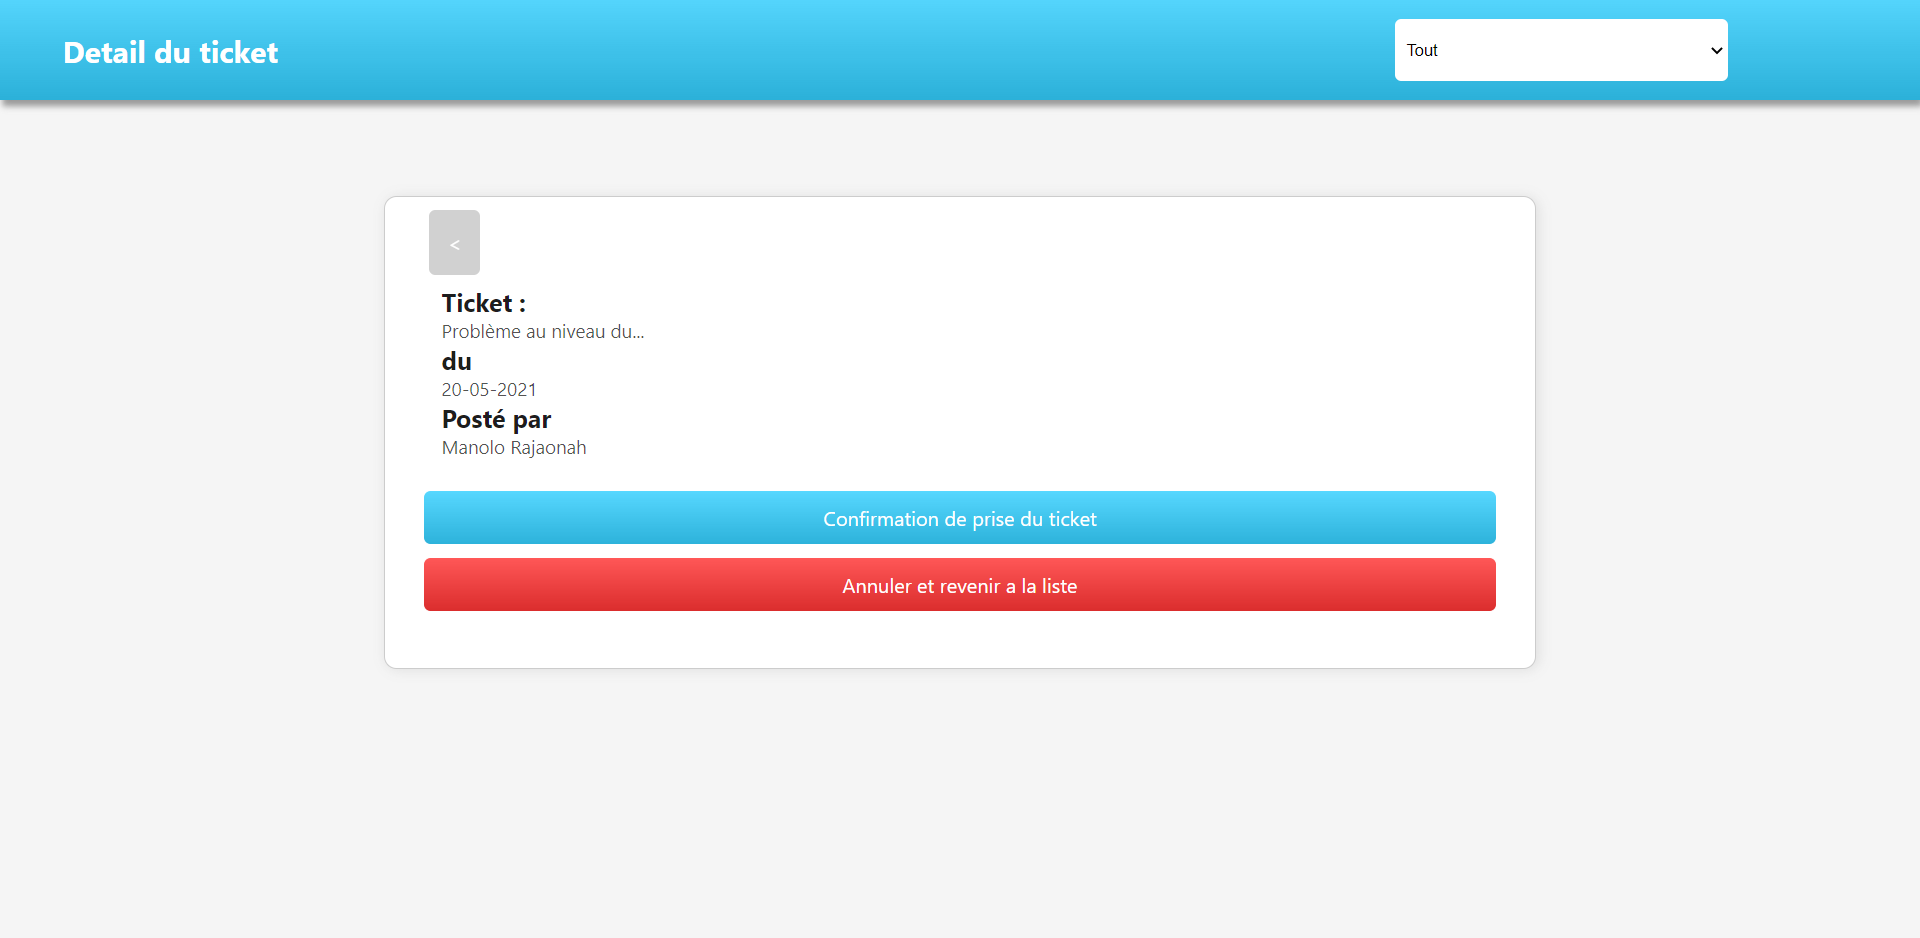 Detail du ticket
Tout
<
Ticket :
Problème au niveau du...
du
20-05-2021
Posté par
Manolo Rajaonah
Confirmation de prise du ticket
Annuler et revenir a la liste